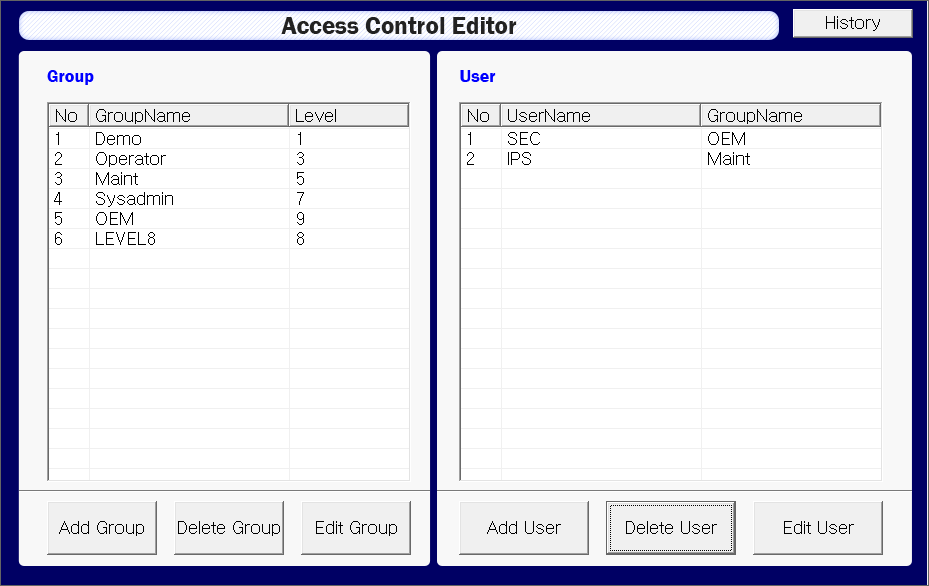 Access Control Editor
History
Group
No GroupName Level
1 Demo 1
2 Operator 3
3 Maint 5
4 Sysadmin 7
5 OEM 9
6 LEVEL8 8
Add Group Delete Group Edit Group
User
No UserName GroupName
1 SEC OEM
2 IPS Maint
Add User Delete User Edit User